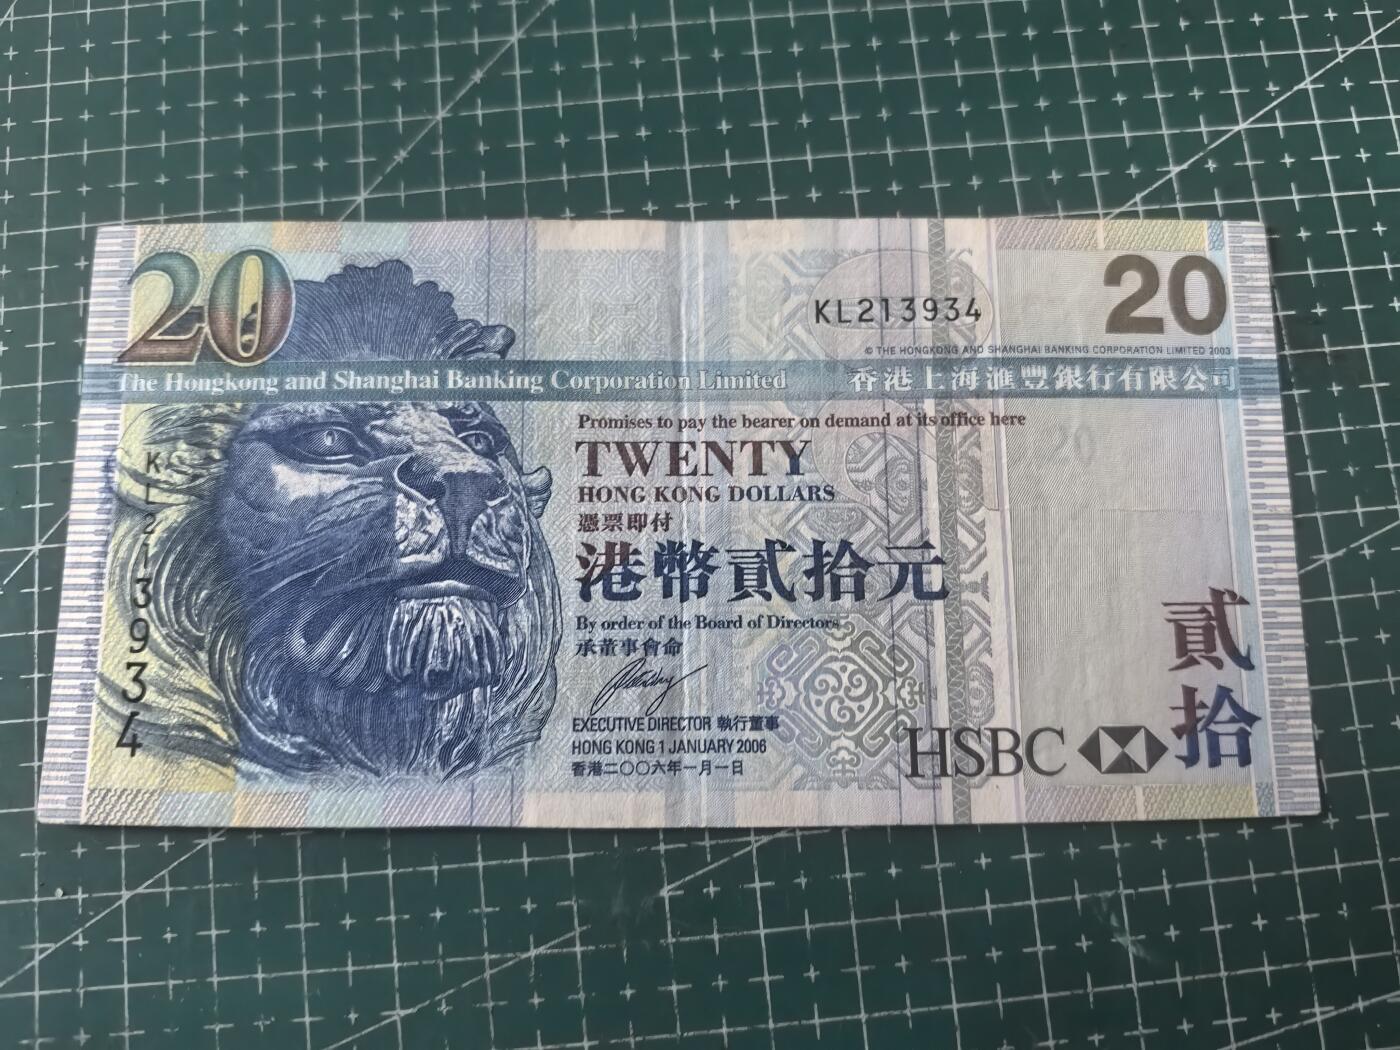 20
KL213934
20
© THE HONGKONG AND SHANGHAI BANKING CORPORATION LIMITED 2003
The Hongkong and Shanghai Banking Corporation Limited 香港上海滙豐銀行有限公司
Promises to pay the bearer on demand at its office here
20
TWENTY
HONG KONG DOLLARS
憑票即付
港幣貳拾元
By order of the Board of Directors
承董事會命
EXECUTIVE DIRECTOR 執行董事
HONG KONG 1 JANUARY 2006
香港二〇〇六年一月一日
KL213934
HSBC
貳拾